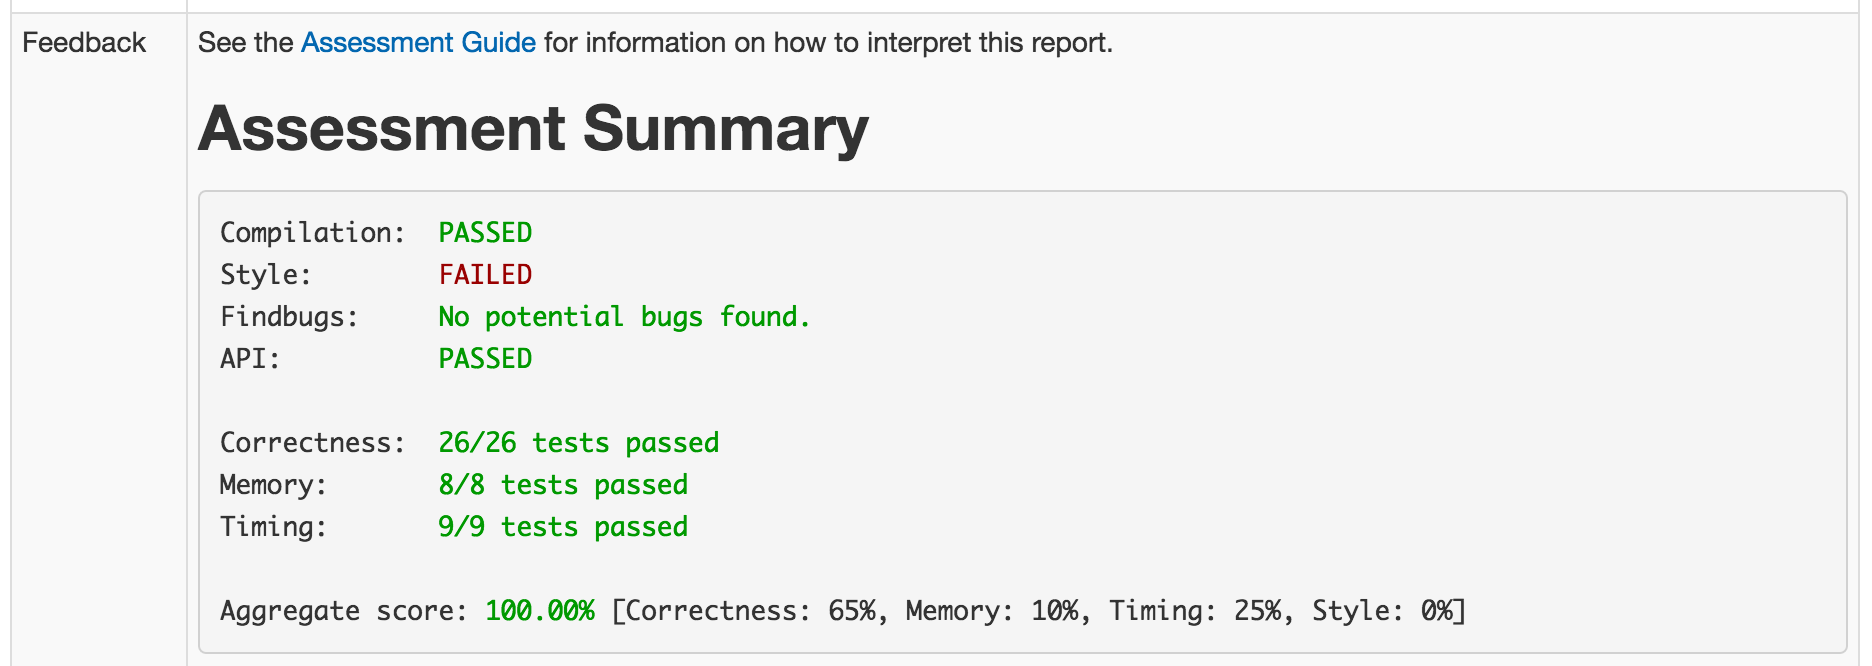 Feedback
See the Assessment Guide for information on how to interpret this report.
Assessment Summary
Compilation: PASSED
Style: FAILED
Findbugs: No potential bugs found.
API: PASSED
Correctness: 26/26 tests passed
Memory: 8/8 tests passed
Timing: 9/9 tests passed
Aggregate score: 100.00% [Correctness: 65%, Memory: 10%, Timing: 25%, Style: 0%]